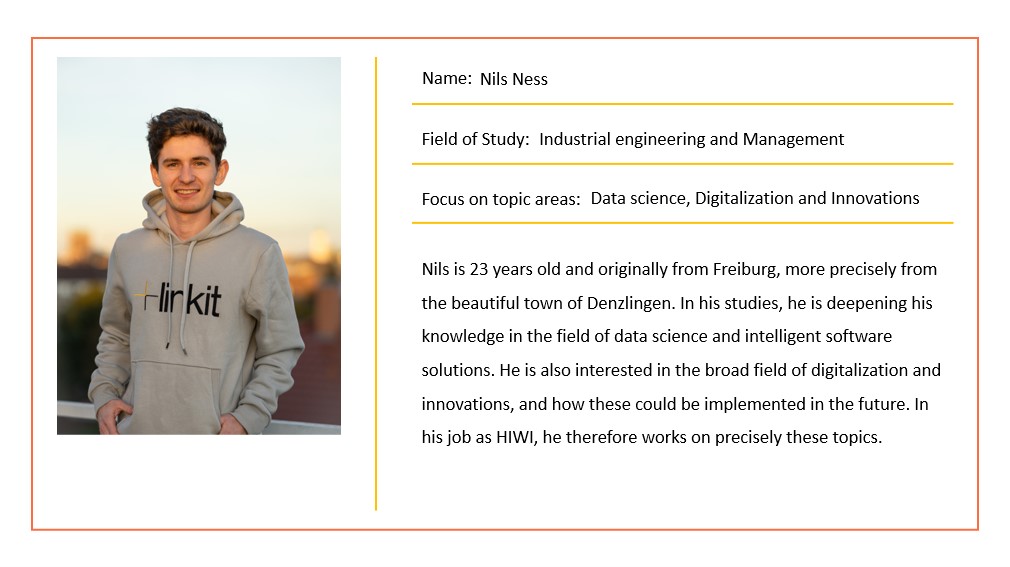 +linkit
Name: Nils Ness
Field of Study: Industrial engineering and Management
Focus on topic areas: Data science, Digitalization and Innovations
Nils is 23 years old and originally from Freiburg, more precisely from
the beautiful town of Denzlingen. In his studies, he is deepening his
knowledge in the field of data science and intelligent software
solutions. He is also interested in the broad field of digitalization and
innovations, and how these could be implemented in the future. In
his job as HIWI, he therefore works on precisely these topics.